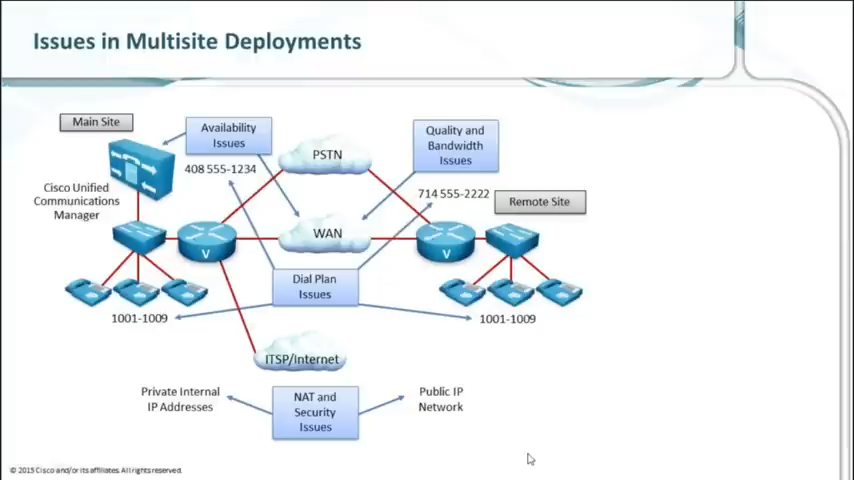 Issues in Multisite Deployments
Main Site
Availability
Issues
PSTN
Quality and
Bandwidth
Issues
408 555-1234
Cisco Unified
Communications
Manager
714 555-2222
Remote Site
WAN
V
V
Dial Plan
Issues
1001-1009
1001-1009
ITSP/Internet
Private Internal
IP Addresses
NAT and
Security
Issues
Public IP
Network
© 2015 Cisco and/or its affiliates. All rights reserved.